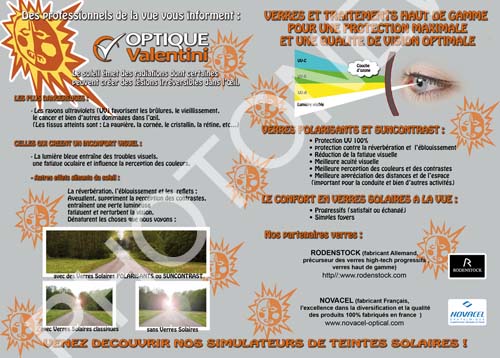 Des professionnels de la vue vous informent :
OPTIQUE
Valentini
Le soleil émet des radiations dont certaines
peuvent créer des lésions irréversibles dans l'œil.
LES PLUS DANGEREUSES :
- Les rayons ultraviolets (UV) favorisent les brûlures, le vieillissement,
le cancer et bien d'autres dommages dans l'œil.
(Les tissus atteints sont : La paupière, la cornée, le cristallin, la rétine, etc...)
CELLES QUI CREENT UN INCONFORT VISUEL :
- La lumière bleue entraîne des troubles visuels,
une fatigue oculaire et influence la perception des couleurs.
- Autres effets aliments du soleil :
La réverbération, l'éblouissement et les reflets :
Aveuglent, suppriment la perception des contrastes,
entraînent une perte lumineuse
fatiguent et perturbent la vision.
Dénaturent les choses que nous voyons :
avec des Verres Solaires POLARISANTS ou SUNCONTRAST.
avec Verres Solaires classiques
sans Verres Solaires
VERRES ET TRAITEMENTS HAUT DE GAMME
POUR UNE PROTECTION MAXIMALE
ET UNE QUALITE DE VISION OPTIMALE
UV-C
UV-B
UV-A
Lumière visible
Couche
d'ozone
VERRES POLARISANTS ET SUNCONTRAST :
• Protection UV 100%
• protection contre la réverbération et l'éblouissement
• Réduction de la fatigue visuelle
• Meilleure acuité visuelle
• Meilleure perception des couleurs et des contrastes
• Meilleure appréciation des distances et de l'espace
(important pour la conduite et bien d'autres activités)
LE CONFORT EN VERRES SOLAIRES A LA VUE :
• Progressifs (satisfait ou échangé)
• Simples foyers
Nos partenaires verres :
RODENSTOCK (fabricant Allemand,
précurseur des verres high-tech progressifs
verres haut de gamme)
http//:www.rodenstock.com
R
RODENSTOCK
NOVACEL (fabricant Français,
l'excellence dans la diversification et la qualité
des produits 100% fabriqués en france )
www.novacel-optical.com
NOVACEL
VENEZ DECOUVRIR NOS SIMULATEURS DE TEINTES SOLAIRES !